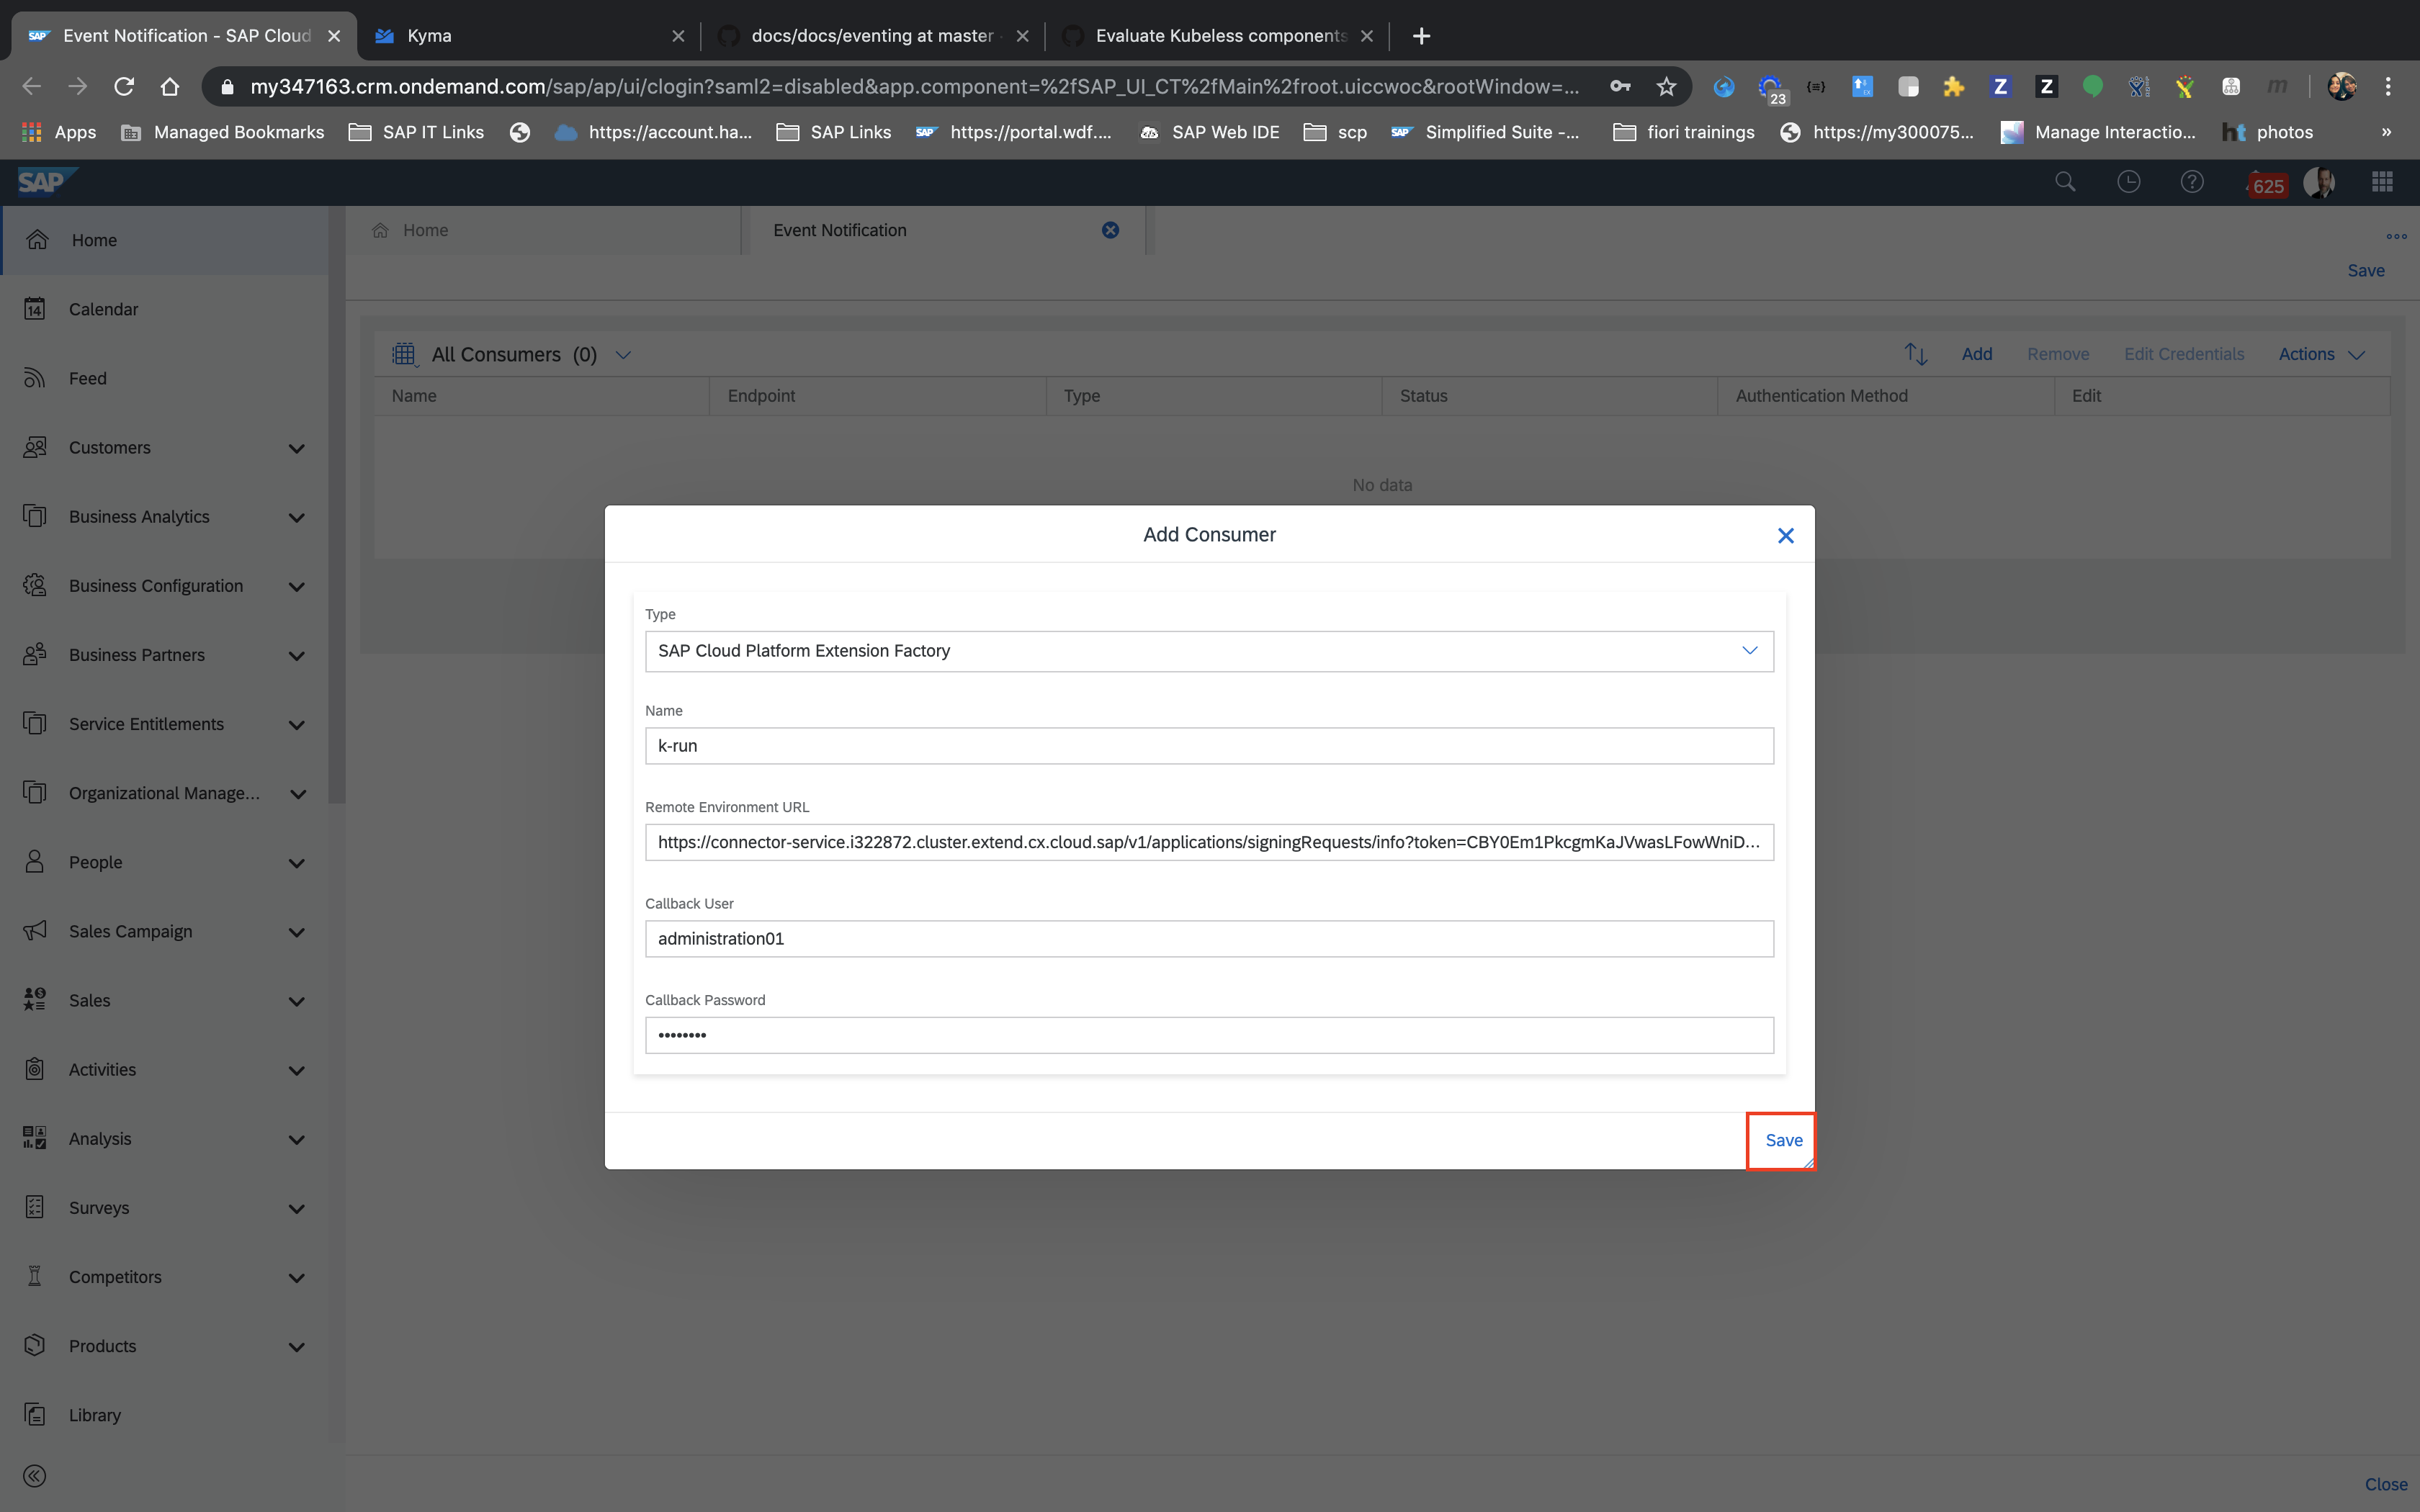 Event Notification - SAP Cloud
Kyma
docs/docs/eventing at master
Evaluate Kubeless components
my347163.crm.ondemand.com/sap/ap/ui/clogin?saml2=disabled&app.component=%2fSAP_UI_CT%2fMain%2froot.uiccwoc&rootWindow=...
23
Apps
Managed Bookmarks
SAP IT Links
https://account.ha...
SAP Links
SAP https://portal.wdf....
SAP Web IDE
scp
SAP Simplified Suite -...
fiori trainings
https://my300075...
Manage Interactio...
ht photos
»
SAP
625
Home
Calendar
14
Feed
Customers
Business Analytics
Business Configuration
Business Partners
Service Entitlements
Organizational Manage...
People
Sales Campaign
Sales
Activities
Analysis
Surveys
Competitors
Products
Library
Home
Event Notification
Save
All Consumers (0)
Add
Remove
Edit Credentials
Actions
Name
Endpoint
Type
Status
Authentication Method
Edit
No data
Add Consumer
Type
SAP Cloud Platform Extension Factory
Name
k-run
Remote Environment URL
https://connector-service.i322872.cluster.extend.cx.cloud.sap/v1/applications/signingRequests/info?token=CBY0Em1PkcgmKaJVwasLFowWniD...
Callback User
administration01
Callback Password
••••••••
Save
Close